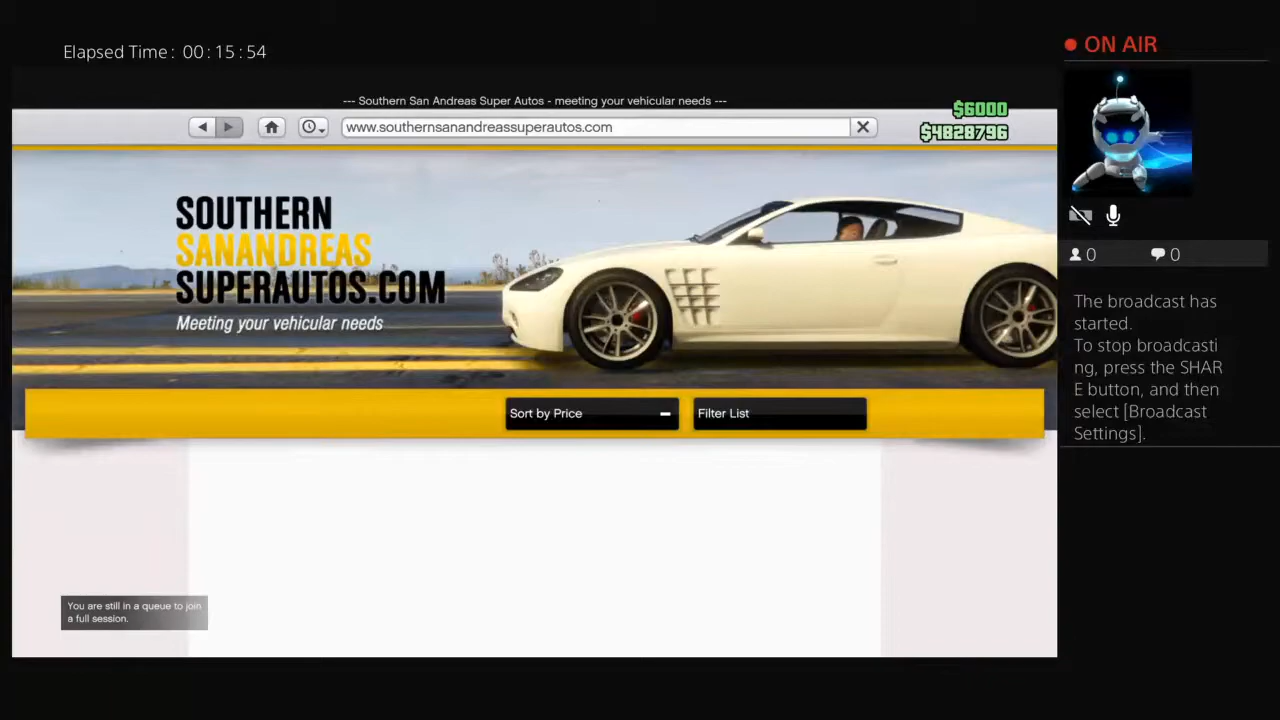 Elapsed Time: 00:15:54
ON AIR
--- Southern San Andreas Super Autos - meeting your vehicular needs ---
$6000
www.southernsanandreassuperautos.com
$4828796
SOUTHERN
SANANDREAS
SUPERAUTOS.COM
Meeting your vehicular needs
0
0
The broadcast has
started.
To stop broadcasti
ng, press the SHAR
E button, and then
select [Broadcast
Settings].
Sort by Price
Filter List
You are still in a queue to join
a full session.